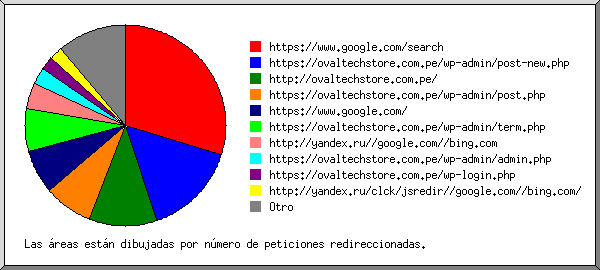 https://www.google.com/search
https://ovaltechstore.com.pe/wp-admin/post-new.php
http://ovaltechstore.com.pe/
https://ovaltechstore.com.pe/wp-admin/post.php
https://www.google.com/
https://ovaltechstore.com.pe/wp-admin/term.php
http://yandex.ru//google.com//bing.com
https://ovaltechstore.com.pe/wp-admin/admin.php
https://ovaltechstore.com.pe/wp-login.php
http://yandex.ru/clck/jsredir//google.com//bing.com/
Otro
Las áreas están dibujadas por número de peticiones redireccionadas.